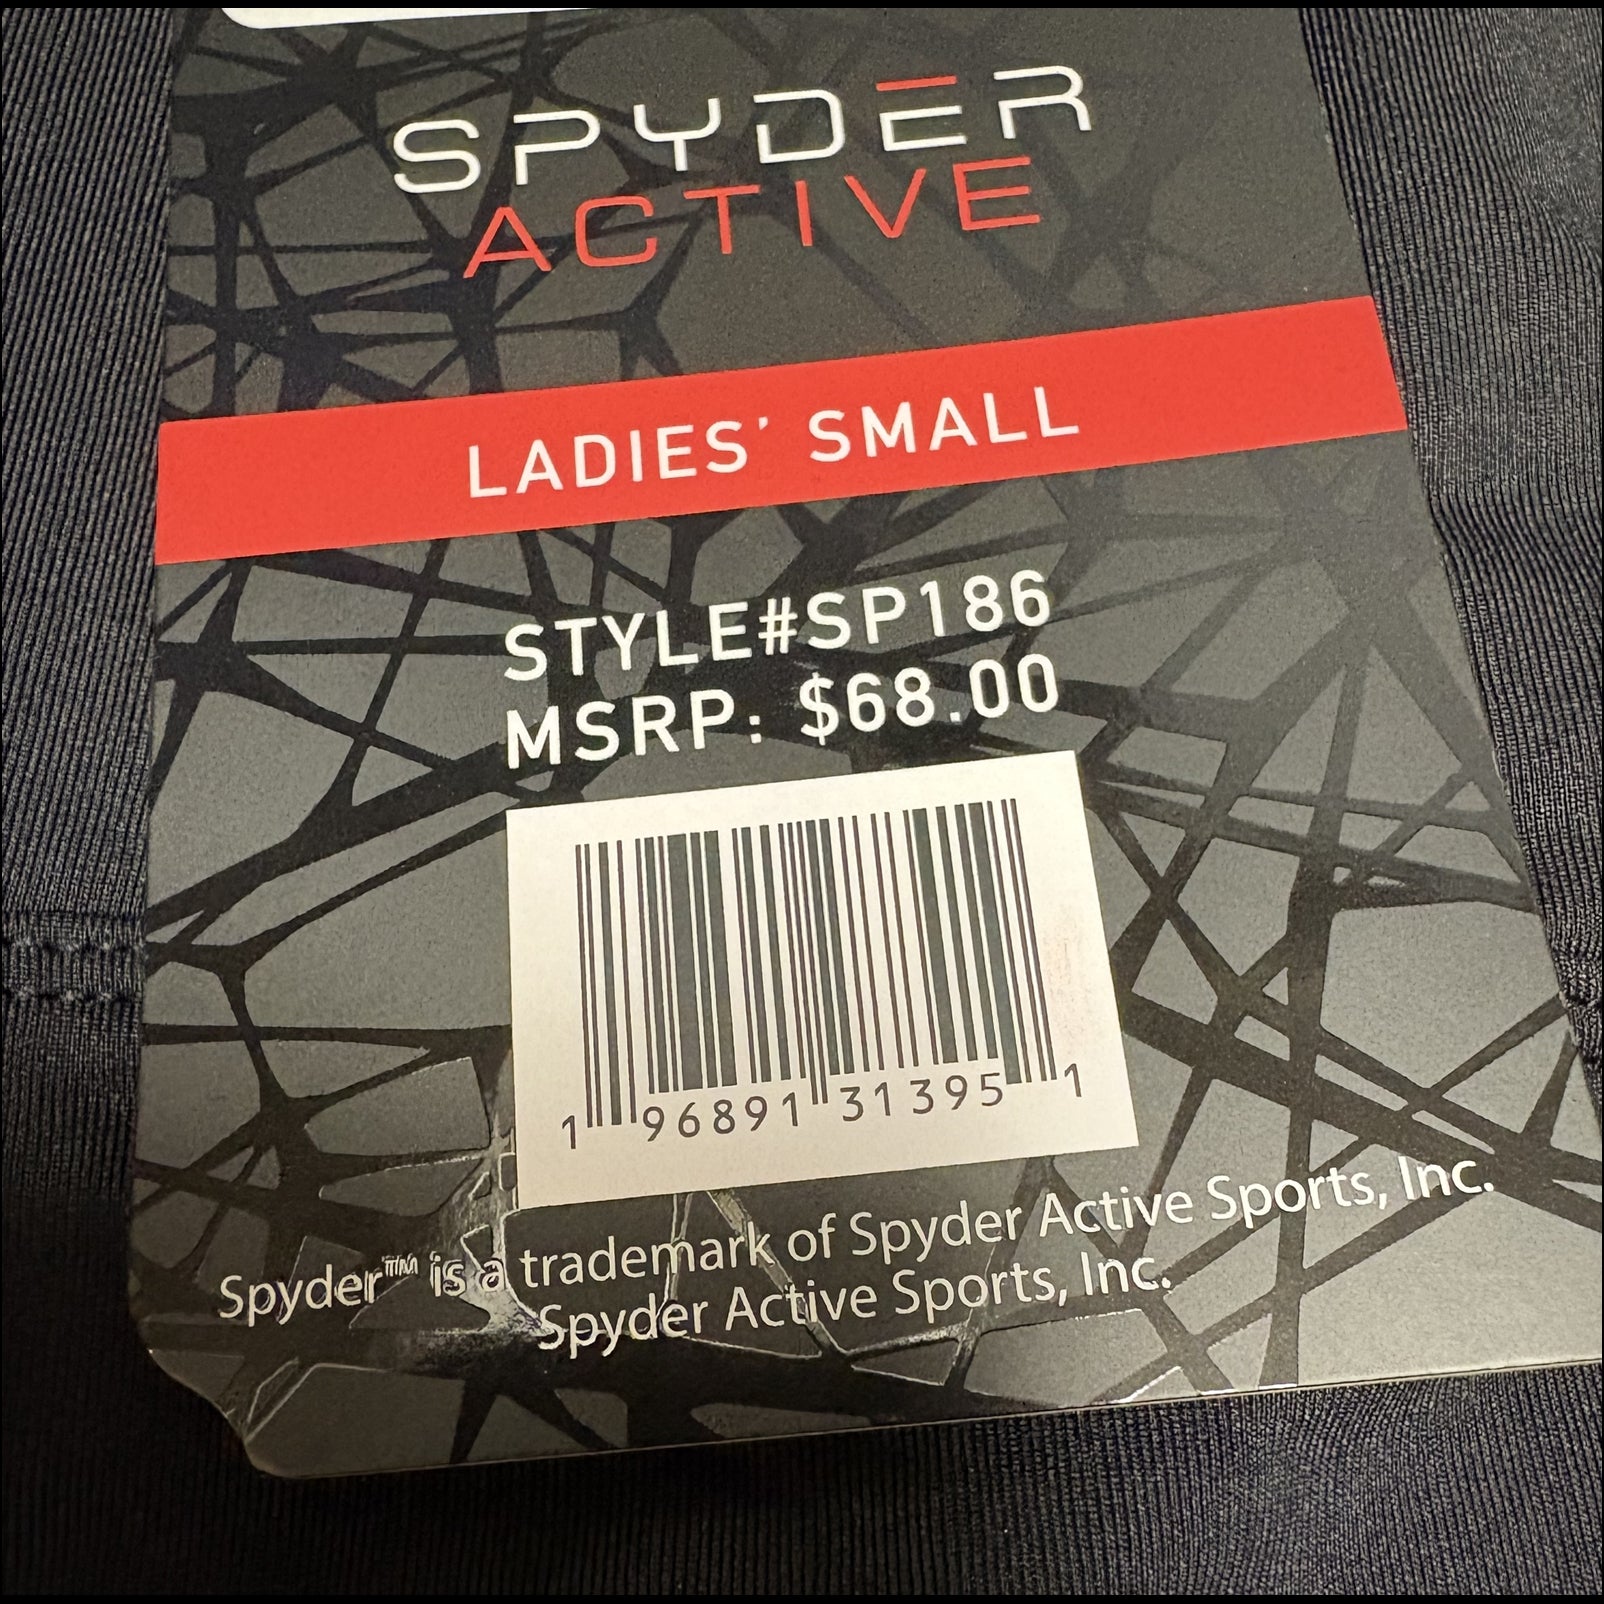 SPYDER
ACTIVE
LADIES' SMALL
STYLE#SP186
MSRP: $68.00
1 96891 31395 1
Spyder™ is a trademark of Spyder Active Sports, Inc.
Spyder Active Sports, Inc.